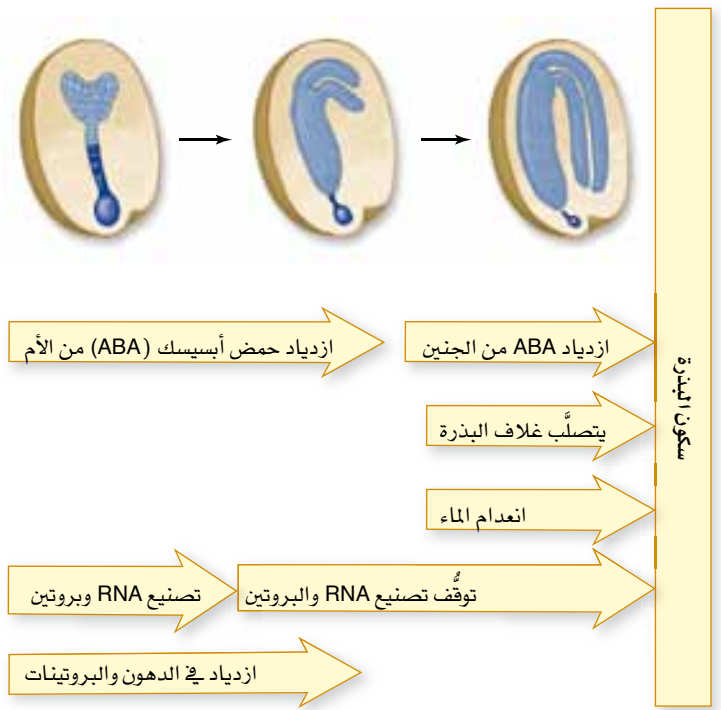 ازدياد حمض أبسيسك (ABA) من الأم
ازدياد ABA من الجنين
يتصلَّب غلاف البذرة
انعدام الماء
تصنيع RNA وبروتين
توقُّف تصنيع RNA والبروتين
ازدياد في الدهون والبروتينات
سكون البذرة